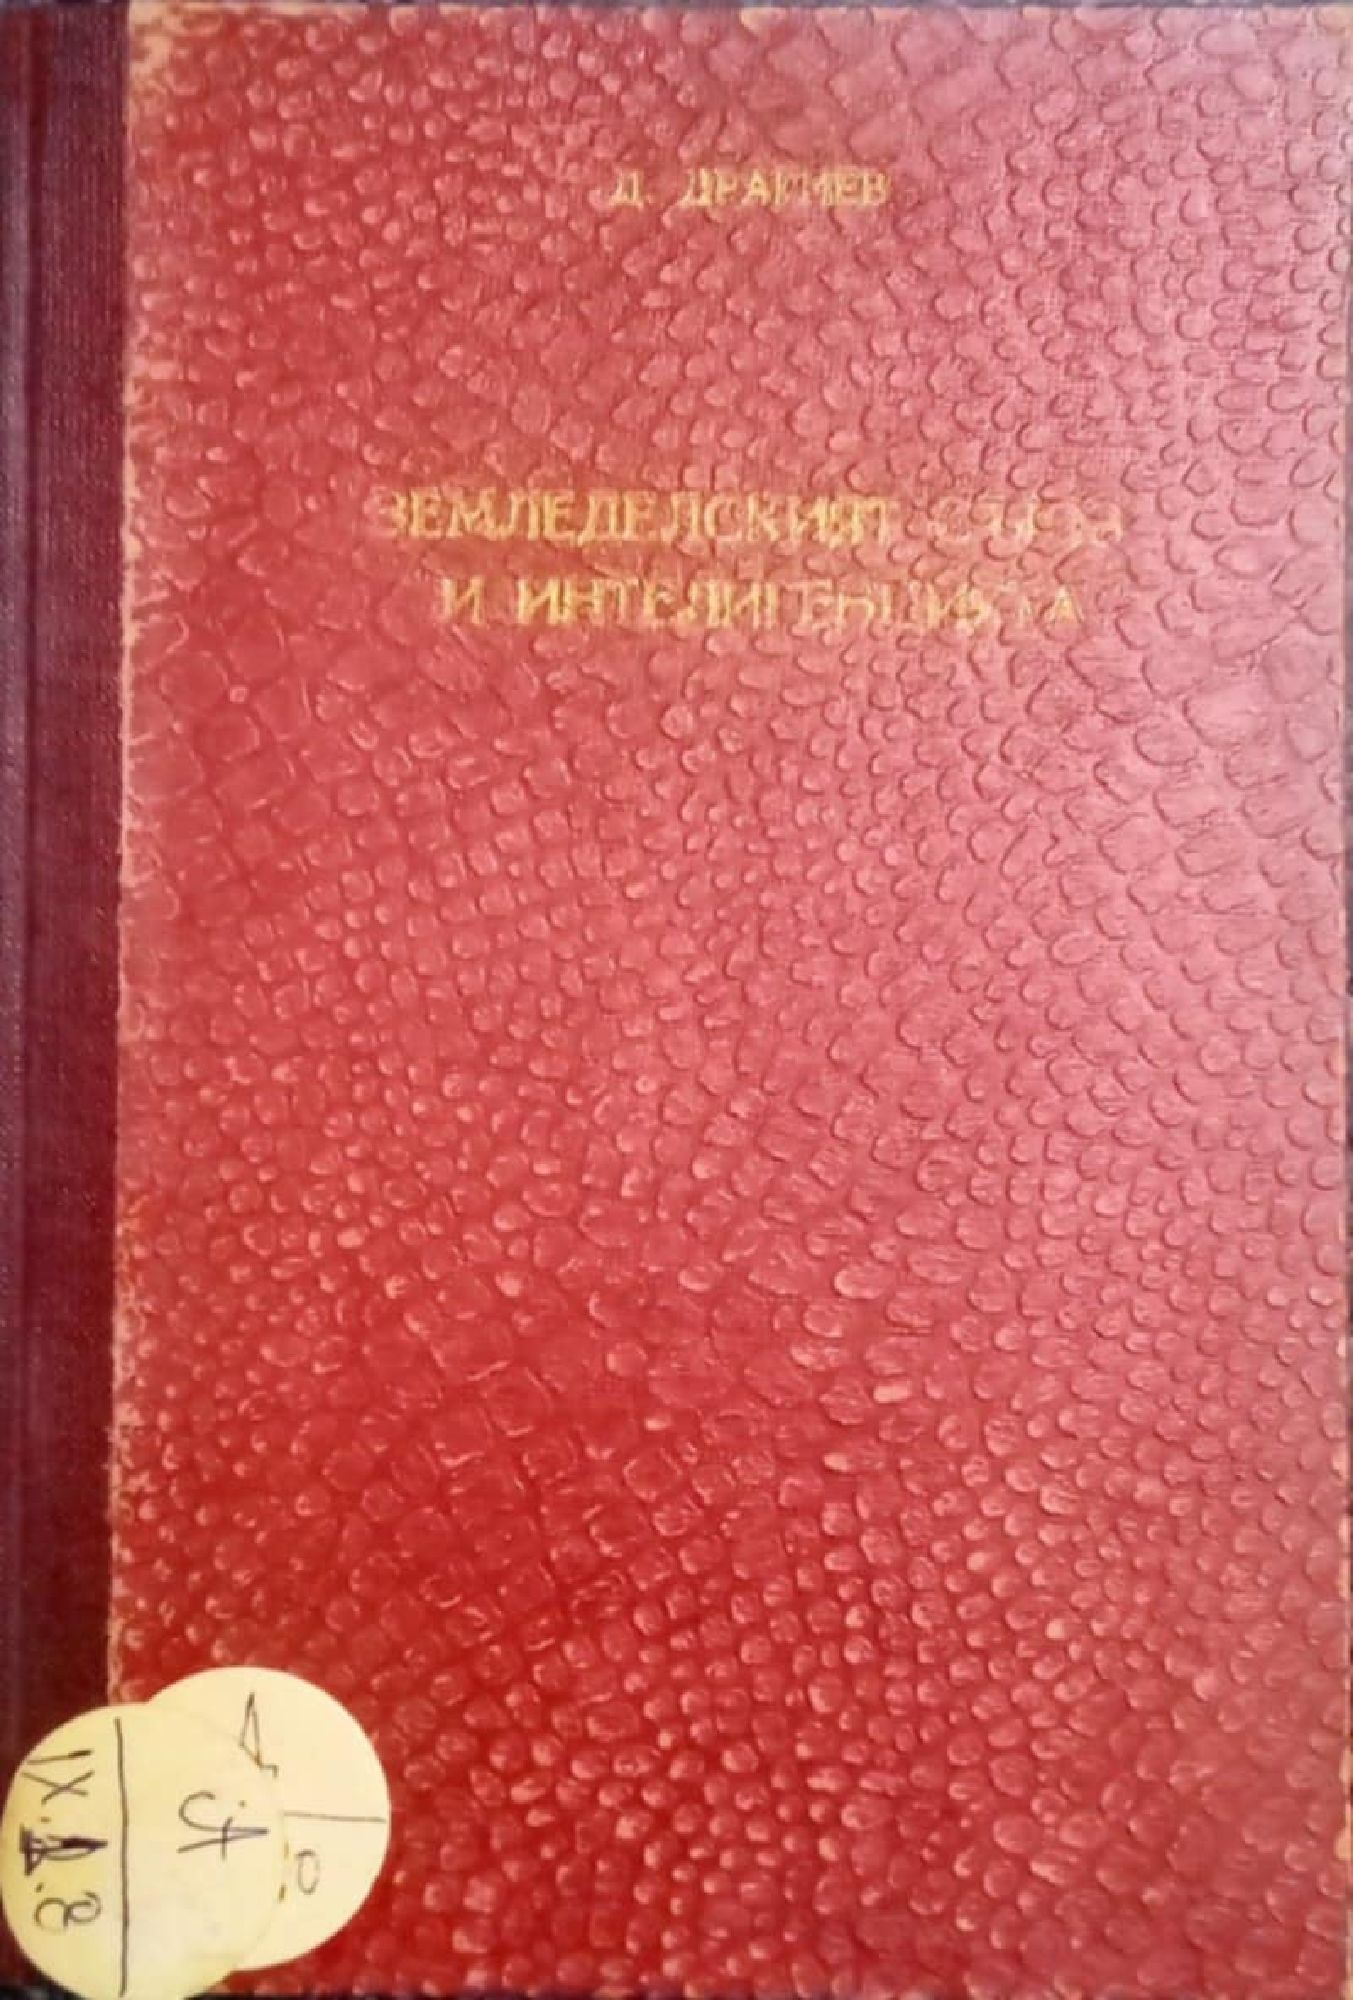 Д. ДРАГИЕВ
ЗЕМЛЕДЕЛСКИЯТ СЪЮЗ
И ИНТЕЛИГЕНЦИЯТА